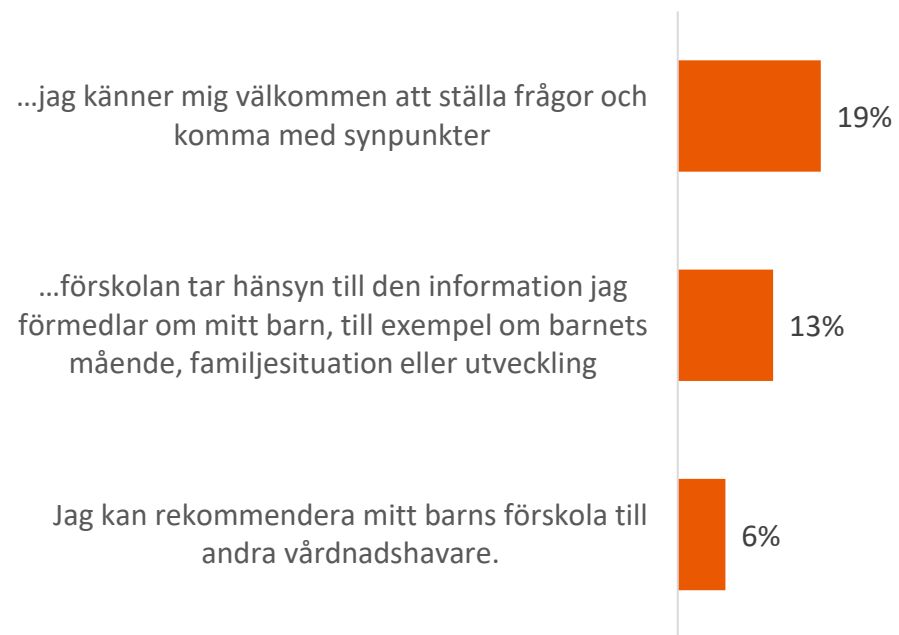 ...jag känner mig välkommen att ställa frågor och
komma med synpunkter
19%
...förskolan tar hänsyn till den information jag
förmedlar om mitt barn, till exempel om barnets
mående, familjesituation eller utveckling
13%
Jag kan rekommendera mitt barns förskola till
andra vårdnadshavare.
6%